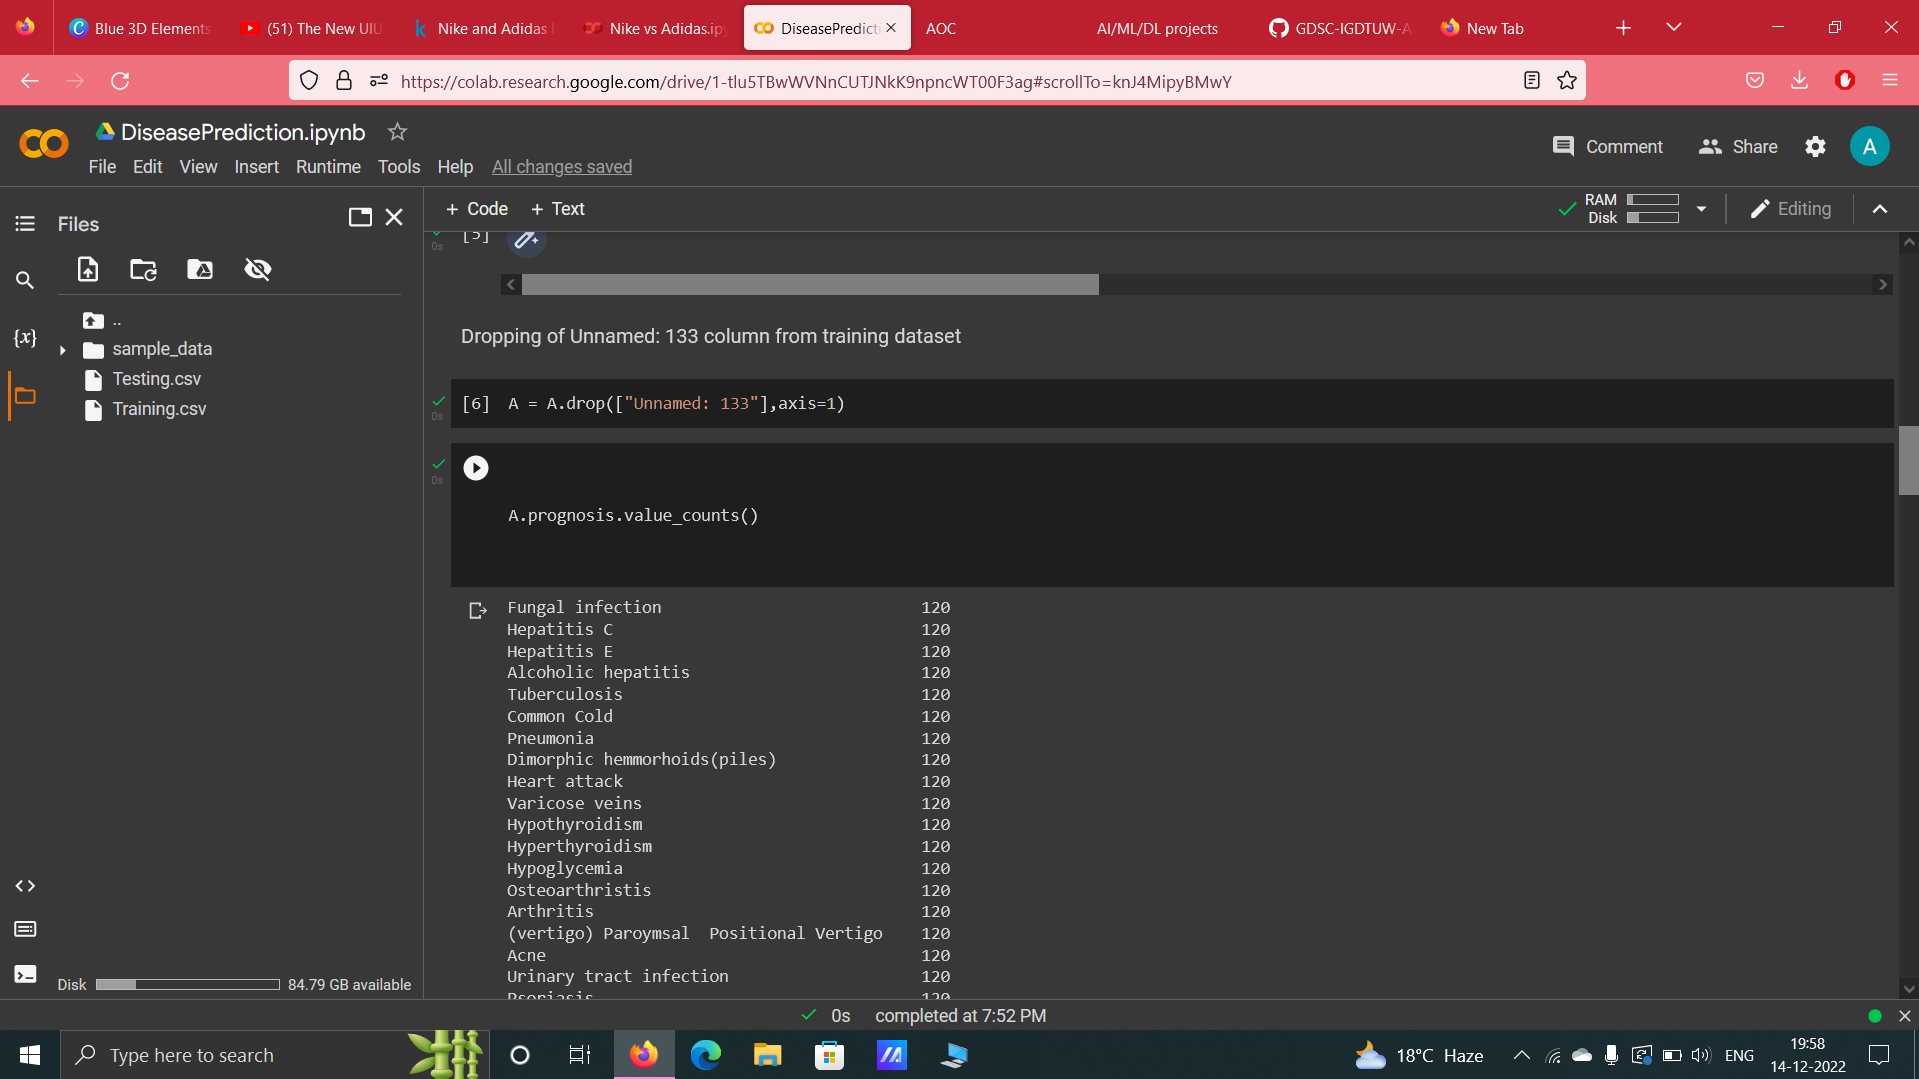 Blue 3D Elements
(51) The New UIU
Nike and Adidas
Nike vs Adidas.ipy
DiseasePredicti
AOC
AI/ML/DL projects
GDSC-IGDTUW-A
New Tab
https://colab.research.google.com/drive/1-tlu5TBwWVNnCUTJNkK9npncWT00F3ag#scrollTo=knJ4MipyBMwY
DiseasePrediction.ipynb
Comment
Share
A
File Edit View Insert Runtime Tools Help All changes saved
Files
+ Code + Text
RAM
Disk
Editing
..
sample_data
Testing.csv
Training.csv
{x}
0s
[5]
Dropping of Unnamed: 133 column from training dataset
[6] A = A.drop(["Unnamed: 133"],axis=1)
0s
0s
A.prognosis.value_counts()
Fungal infection 120
Hepatitis C 120
Hepatitis E 120
Alcoholic hepatitis 120
Tuberculosis 120
Common Cold 120
Pneumonia 120
Dimorphic hemmorhoids(piles) 120
Heart attack 120
Varicose veins 120
Hypothyroidism 120
Hyperthyroidism 120
Hypoglycemia 120
Osteoarthristis 120
Arthritis 120
(vertigo) Paroymsal  Positional Vertigo 120
Acne 120
Urinary tract infection 120
Psoriasis 120
Disk 84.79 GB available
0s completed at 7:52 PM
Type here to search
18°C Haze
ENG
19:58
14-12-2022